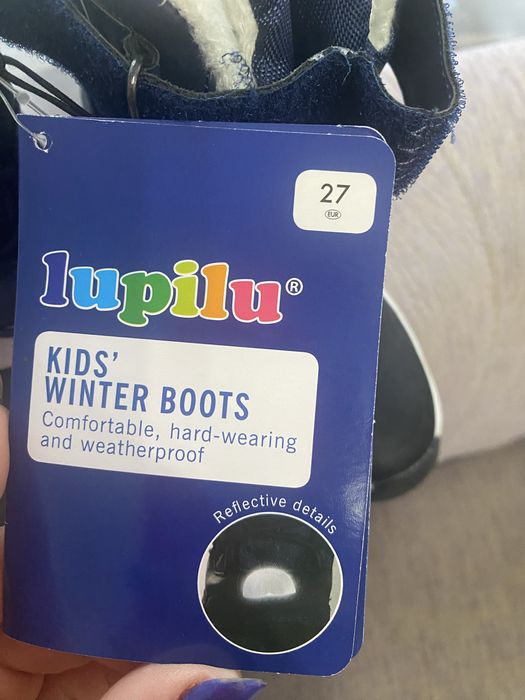 27
EUR
lupilu®
KIDS'
WINTER BOOTS
Comfortable, hard-wearing
and weatherproof
Reflective details